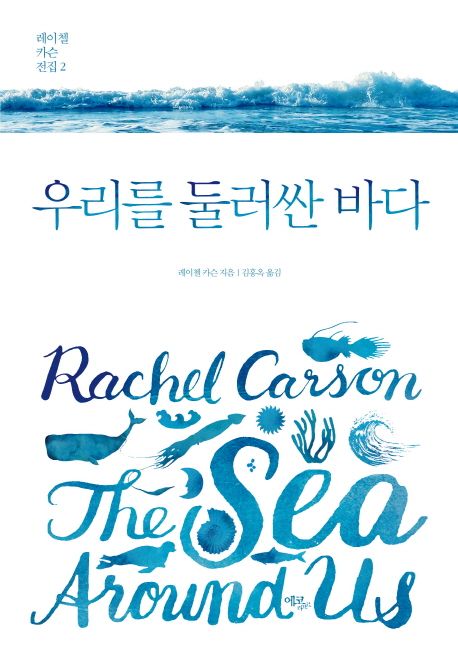 레이첼
카슨
전집 2
우리를 둘러싼 바다
레이첼 카슨 지음 | 김홍옥 옮김
Rachel Carson
The Sea
Around Us
에코